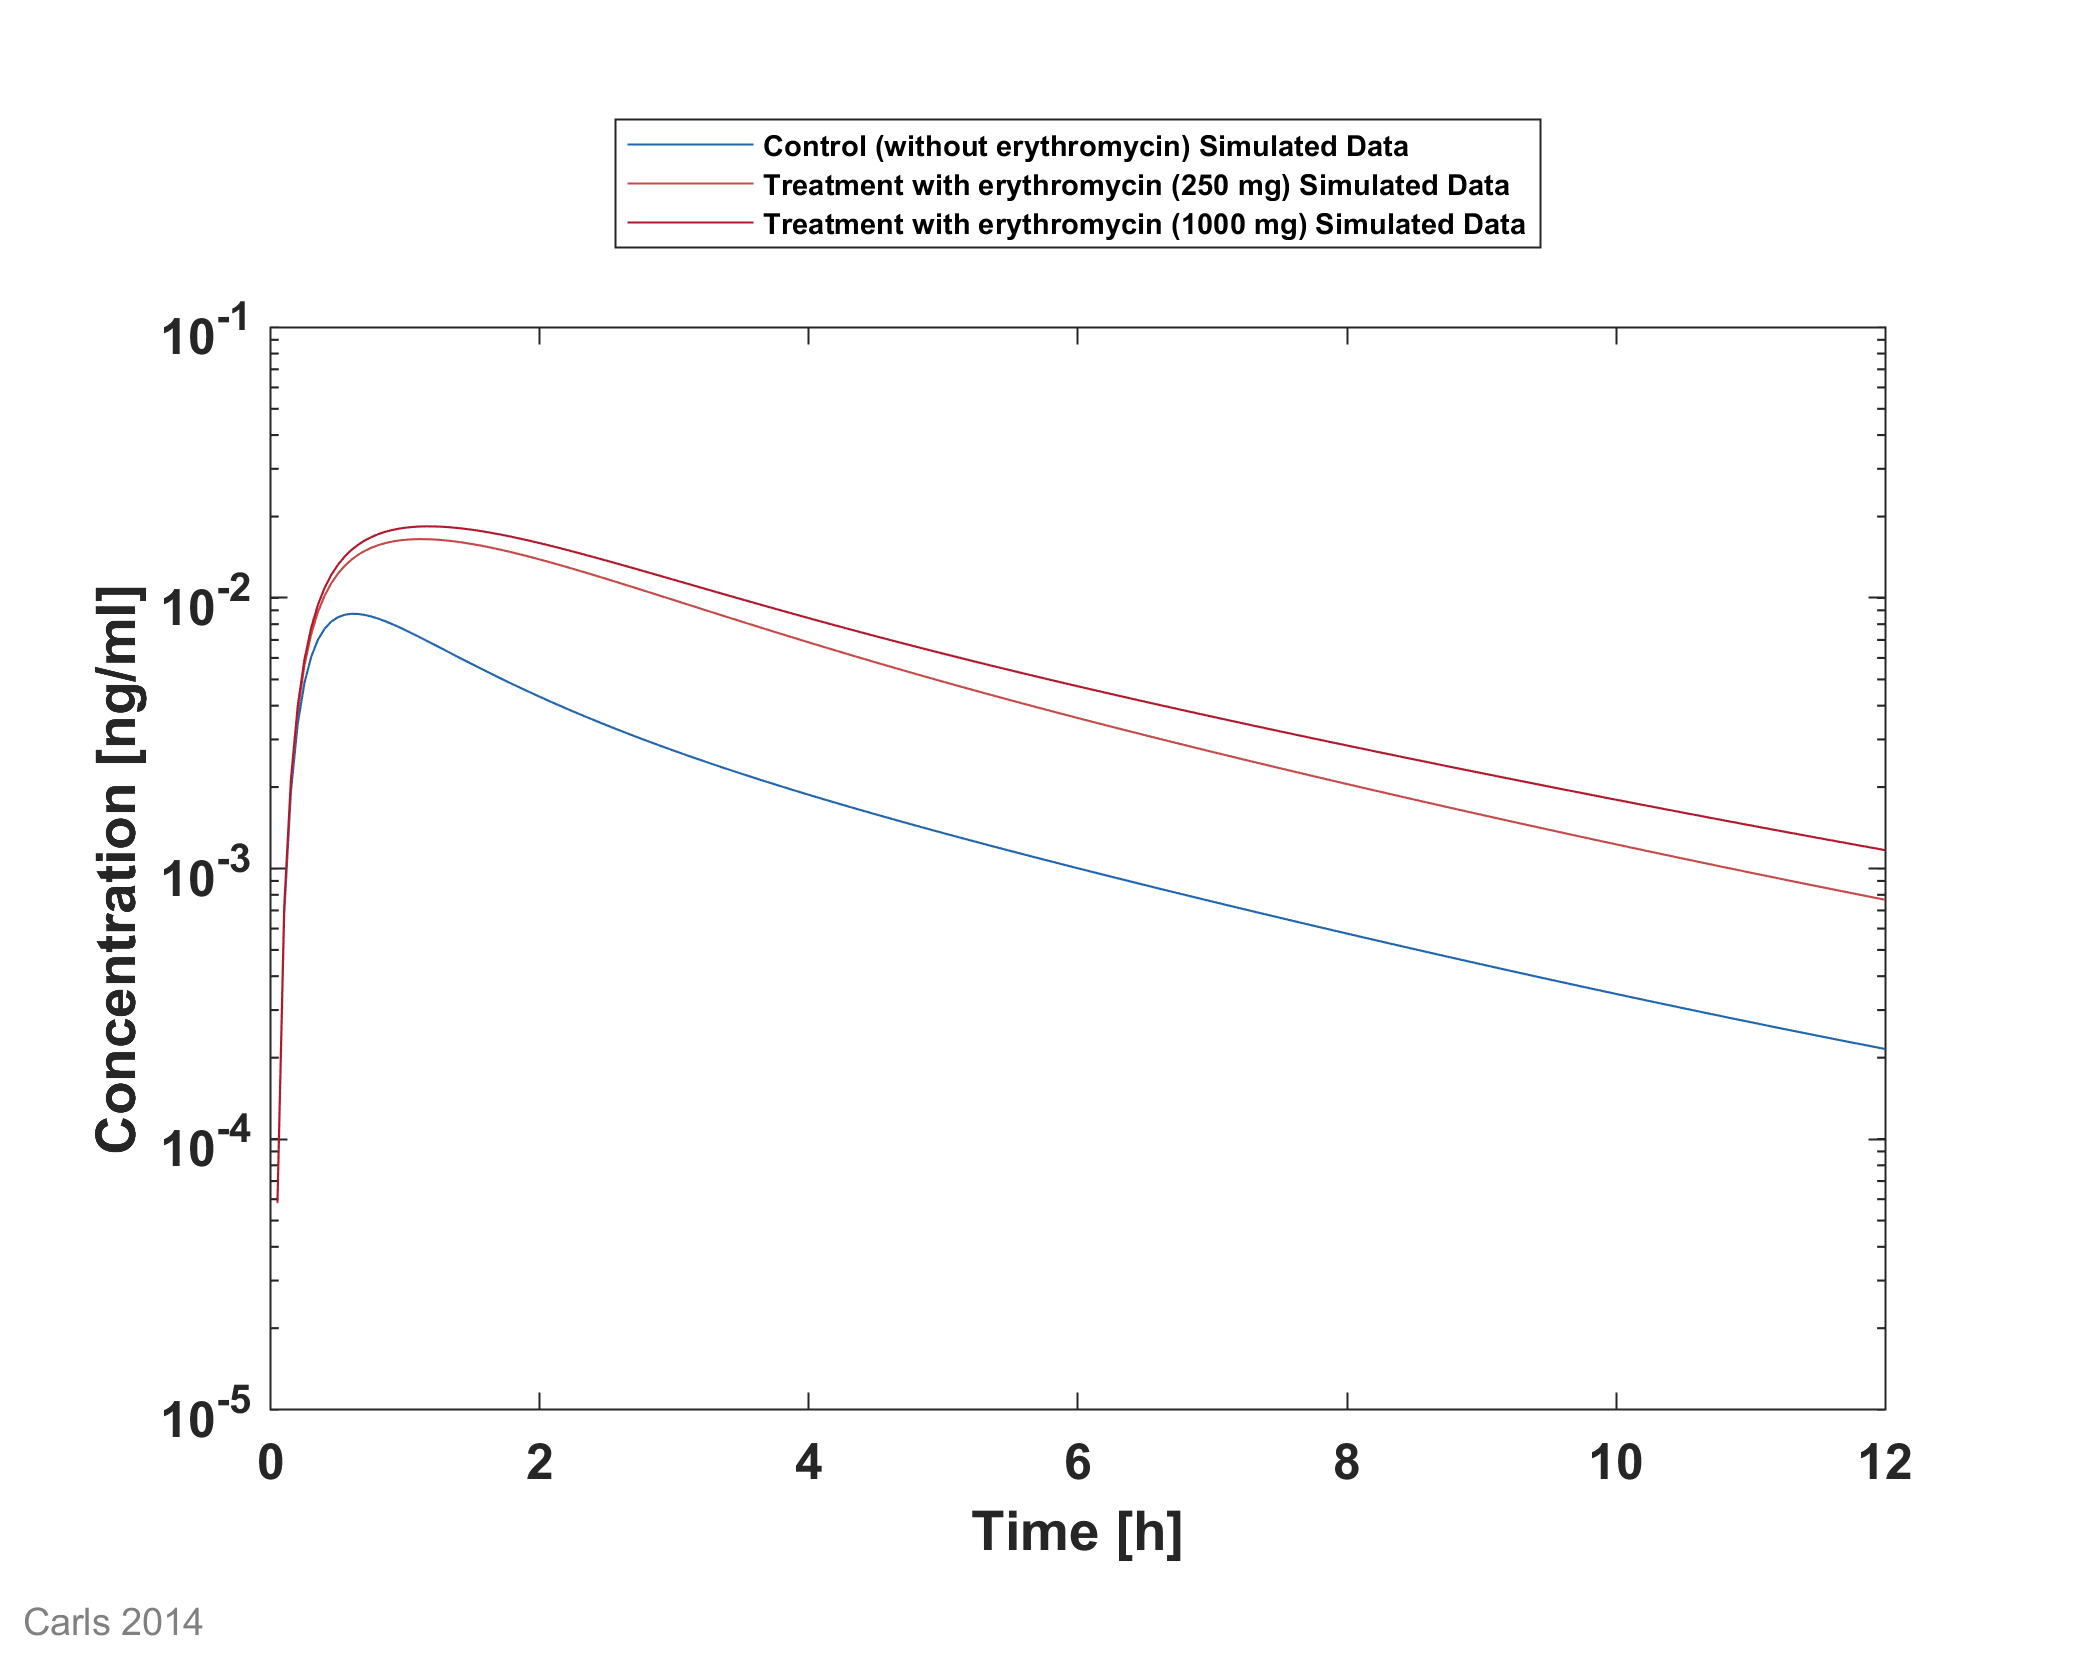 Control (without erythromycin) Simulated Data
Treatment with erythromycin (250 mg) Simulated Data
Treatment with erythromycin (1000 mg) Simulated Data
10^-1
10^-2
10^-3
10^-4
10^-5
Concentration [ng/ml]
0 2 4 6 8 10 12
Time [h]
Carls 2014